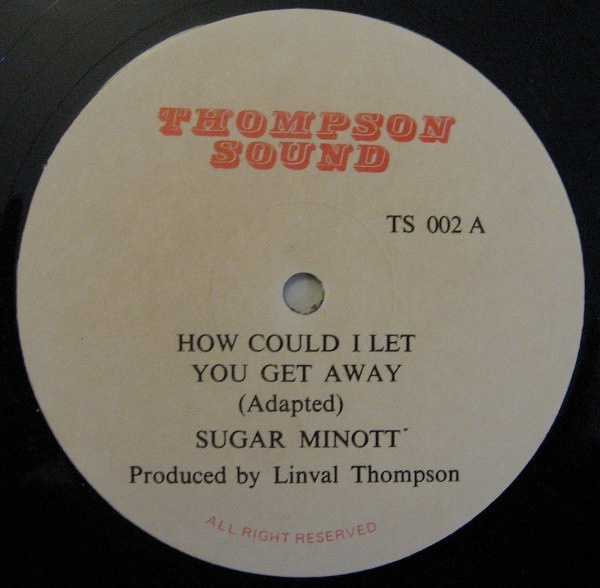 THOMPSON
SOUND
TS 002 A
HOW COULD I LET
YOU GET AWAY
(Adapted)
SUGAR MINOTT
Produced by Linval Thompson
ALL RIGHT RESERVED